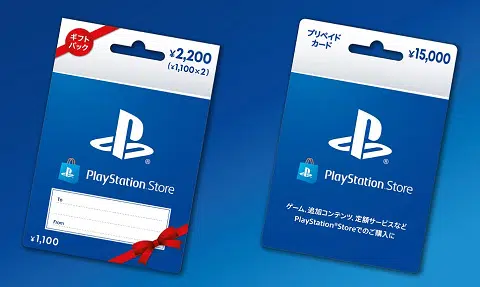 ギフト
パック
¥2,200
(¥1,100×2)
PlayStation®Store
To
From
¥1,100
プリペイド
カード
¥15,000
PlayStation®Store
ゲーム、追加コンテンツ、定額サービスなど
PlayStation®Storeでのご購入に